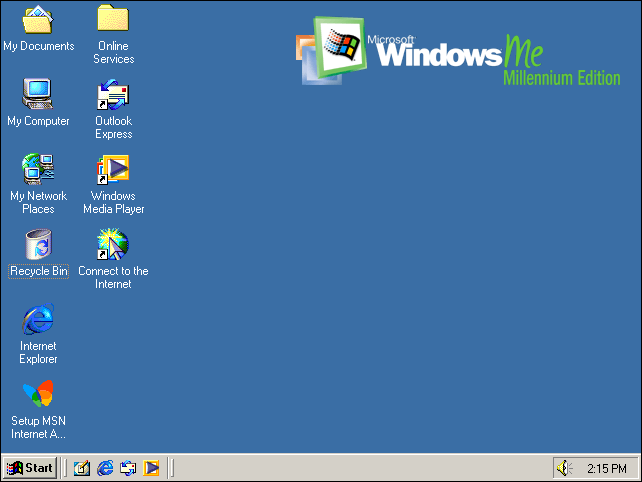 My Documents
Online
Services
Microsoft
Windows Me
Millennium Edition
My Computer
Outlook
Express
My Network
Places
Windows
Media Player
Recycle Bin
Connect to the
Internet
Internet
Explorer
Setup MSN
Internet A...
Start
2:15 PM